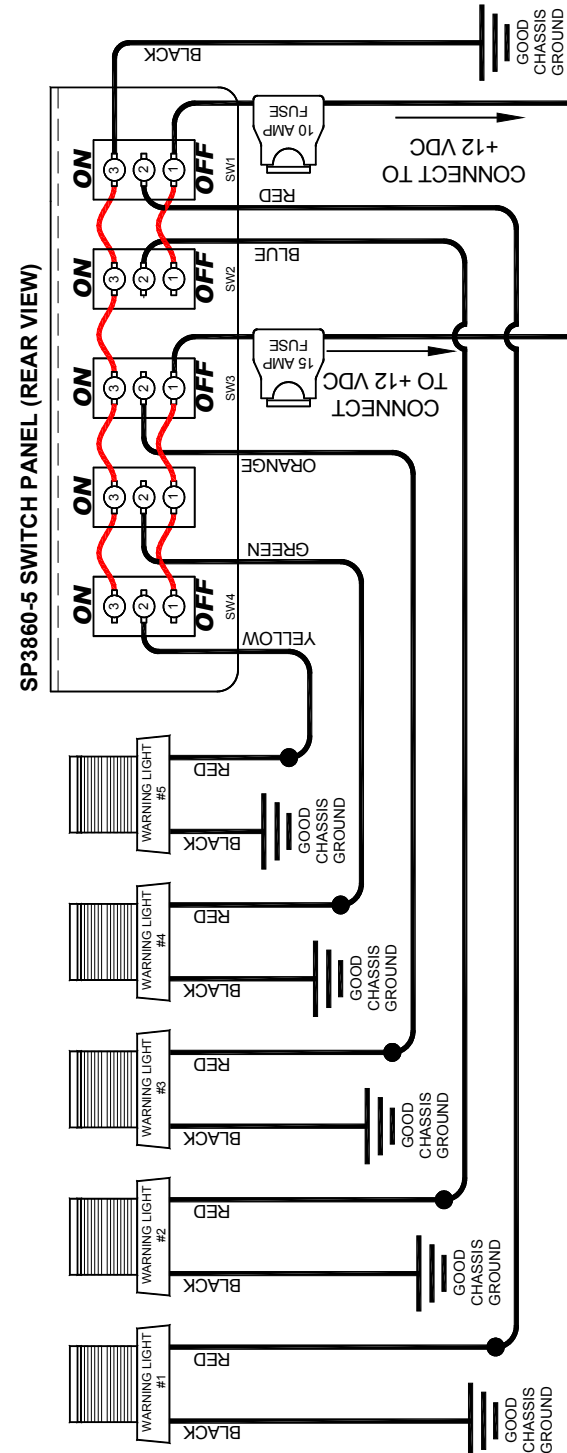 SP3860-5 SWITCH PANEL (REAR VIEW)
ON
3
2
1
OFF
SW4
ON
3
2
1
ON
3
2
1
OFF
SW3
ON
3
2
1
OFF
SW2
ON
3
2
1
OFF
SW1
YELLOW
GREEN
ORANGE
BLUE
RED
BLACK
15 AMP
FUSE
CONNECT
TO +12 VDC
10 AMP
FUSE
CONNECT TO
+12 VDC
GOOD
CHASSIS
GROUND
WARNING LIGHT
#1
BLACK
RED
GOOD
CHASSIS
GROUND
WARNING LIGHT
#2
BLACK
RED
GOOD
CHASSIS
GROUND
WARNING LIGHT
#3
BLACK
RED
GOOD
CHASSIS
GROUND
WARNING LIGHT
#4
BLACK
RED
GOOD
CHASSIS
GROUND
WARNING LIGHT
#5
BLACK
RED
GOOD
CHASSIS
GROUND